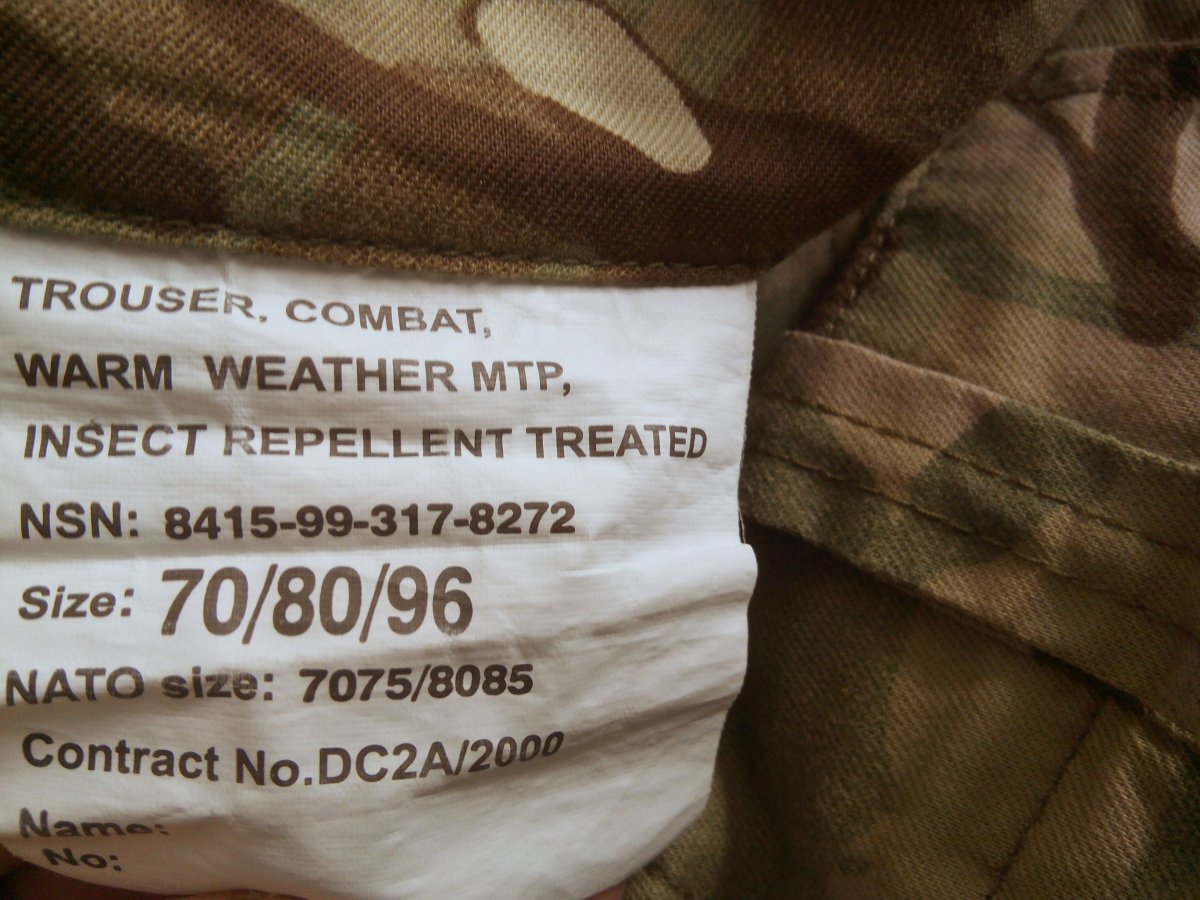 TROUSER, COMBAT,
WARM WEATHER MTP,
INSECT REPELLENT TREATED
NSN: 8415-99-317-8272
Size: 70/80/96
NATO size: 7075/8085
Contract No.DC2A/2000
Name:
No: